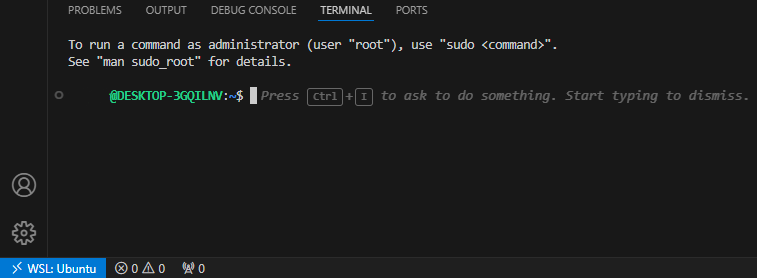 PROBLEMS OUTPUT DEBUG CONSOLE TERMINAL PORTS
To run a command as administrator (user "root"), use "sudo <command>".
See "man sudo_root" for details.
@DESKTOP-3GQILNV:~$ Press Ctrl+I to ask to do something. Start typing to dismiss.
WSL: Ubuntu 0 0 0